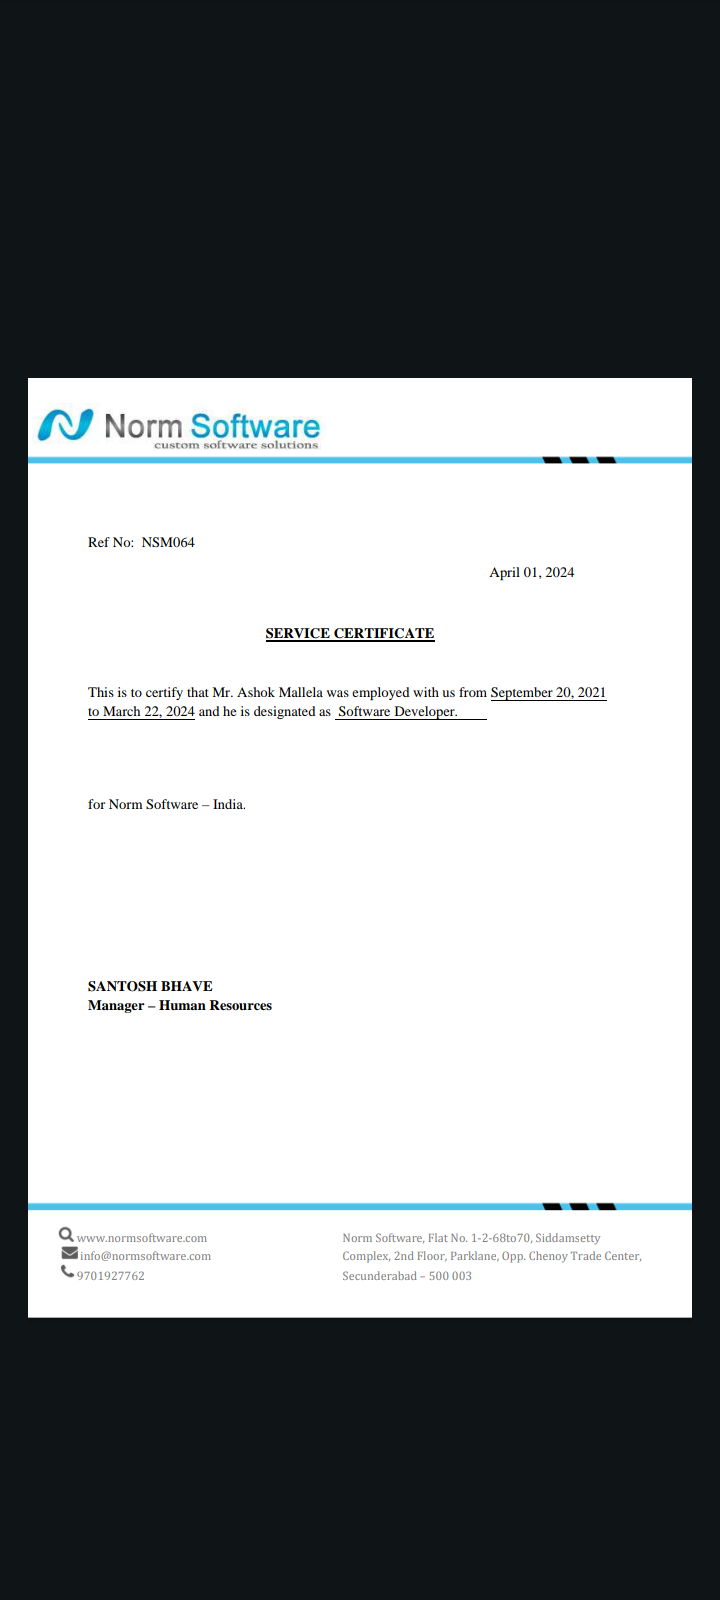 Norm Software
custom software solutions
Ref No: NSM064
April 01, 2024
SERVICE CERTIFICATE
This is to certify that Mr. Ashok Mallela was employed with us from September 20, 2021
to March 22, 2024 and he is designated as Software Developer.
for Norm Software – India.
SANTOSH BHAVE
Manager – Human Resources
www.normsoftware.com
info@normsoftware.com
9701927762
Norm Software, Flat No. 1-2-68to70, Siddamsetty
Complex, 2nd Floor, Parklane, Opp. Chenoy Trade Center,
Secunderabad – 500 003